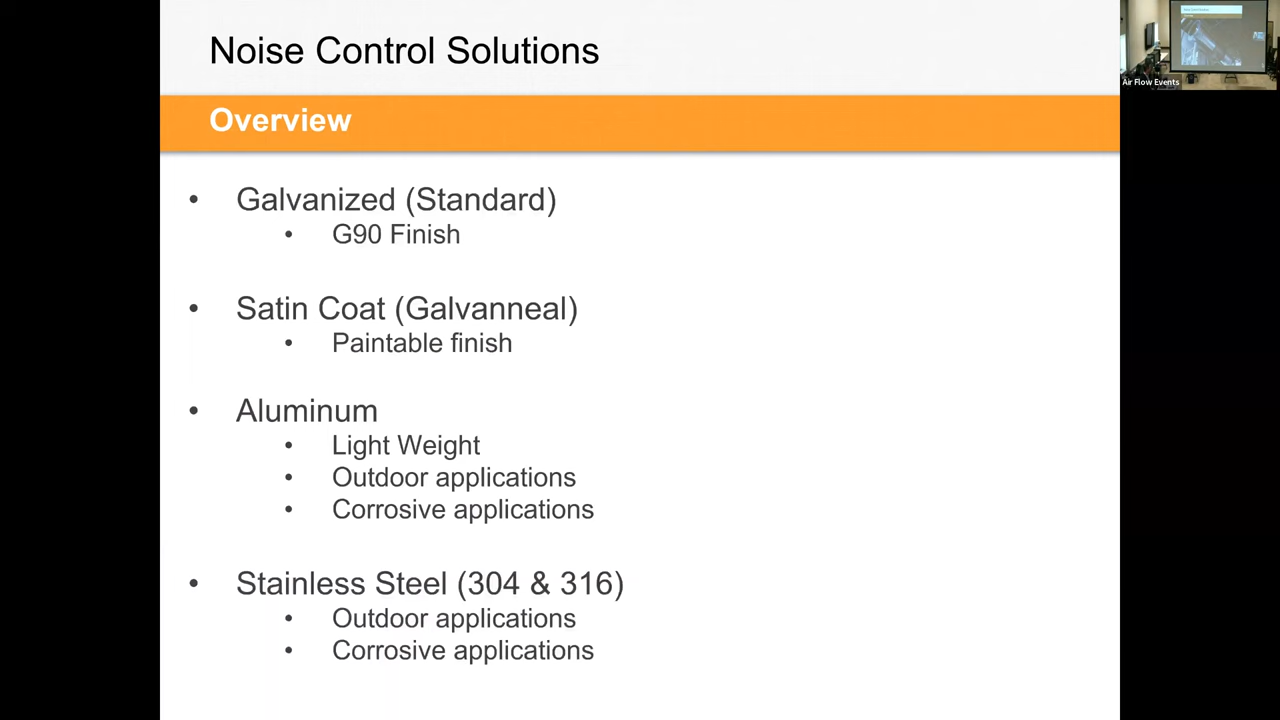 Noise Control Solutions
Overview
• Galvanized (Standard)
• G90 Finish
• Satin Coat (Galvanneal)
• Paintable finish
• Aluminum
• Light Weight
• Outdoor applications
• Corrosive applications
• Stainless Steel (304 & 316)
• Outdoor applications
• Corrosive applications
Air Flow Events